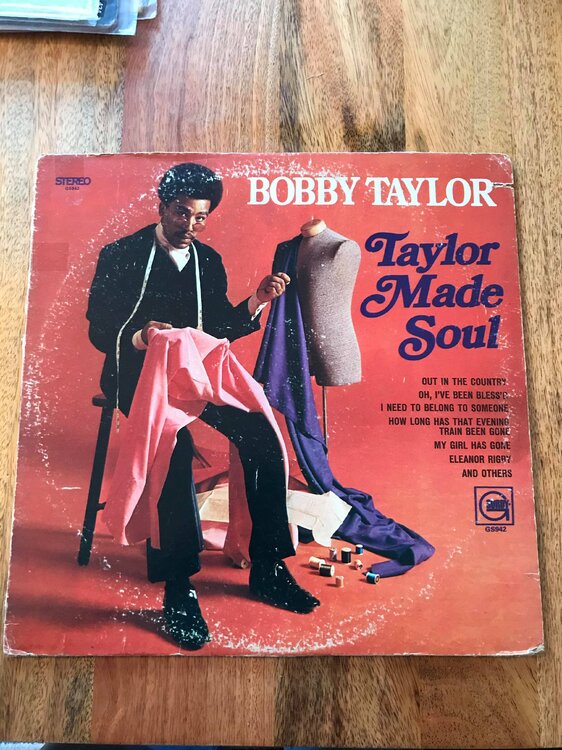 STEREO
GS942
BOBBY TAYLOR
Taylor
Made
Soul
OUT IN THE COUNTRY
OH, I'VE BEEN BLESS'D
I NEED TO BELONG TO SOMEONE
HOW LONG HAS THAT EVENING
TRAIN BEEN GONE
MY GIRL HAS GONE
ELEANOR RIGBY
AND OTHERS
GORDY
GS942